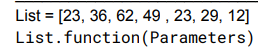 List = [23, 36, 62, 49 , 23, 29, 12]
List.function(Parameters)